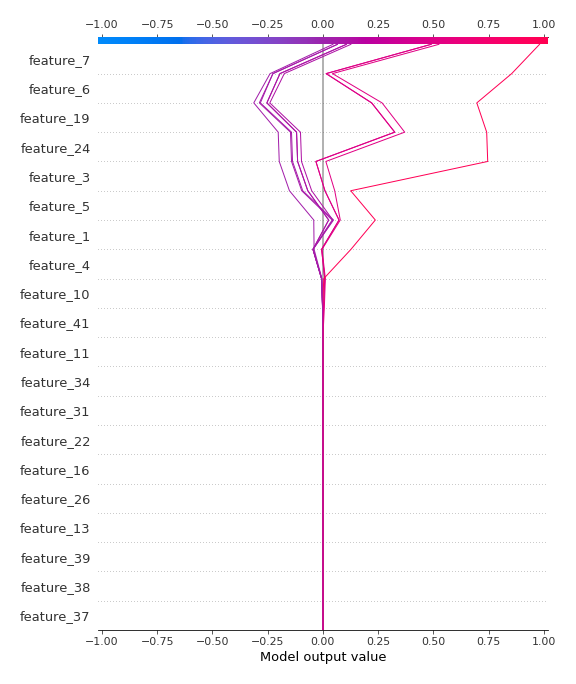 −1.00 −0.75 −0.50 −0.25 0.00 0.25 0.50 0.75 1.00
feature_7
feature_6
feature_19
feature_24
feature_3
feature_5
feature_1
feature_4
feature_10
feature_41
feature_11
feature_34
feature_31
feature_22
feature_16
feature_26
feature_13
feature_39
feature_38
feature_37
−1.00 −0.75 −0.50 −0.25 0.00 0.25 0.50 0.75 1.00
Model output value